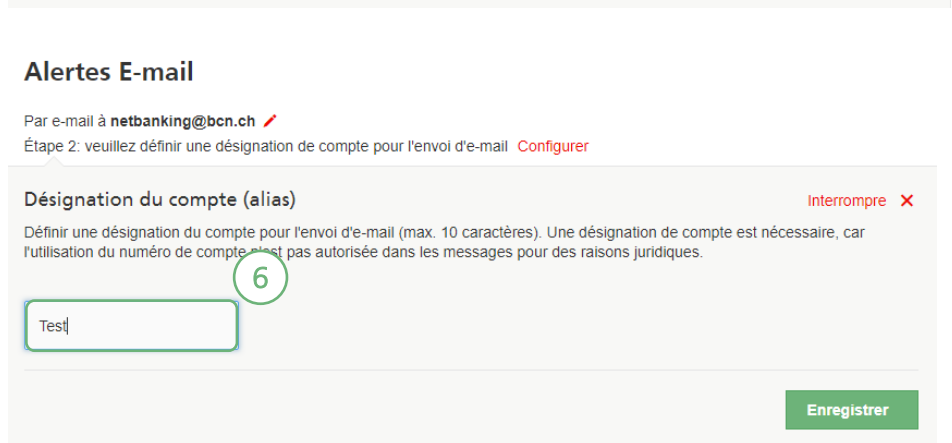 Alertes E-mail
Par e-mail à netbanking@bcn.ch
Étape 2: veuillez définir une désignation de compte pour l'envoi d'e-mail Configurer
Désignation du compte (alias)
Interrompre
Définir une désignation du compte pour l'envoi d'e-mail (max. 10 caractères). Une désignation de compte est nécessaire, car
l'utilisation du numéro de compte n'est pas autorisée dans les messages pour des raisons juridiques.
6
Test
Enregistrer